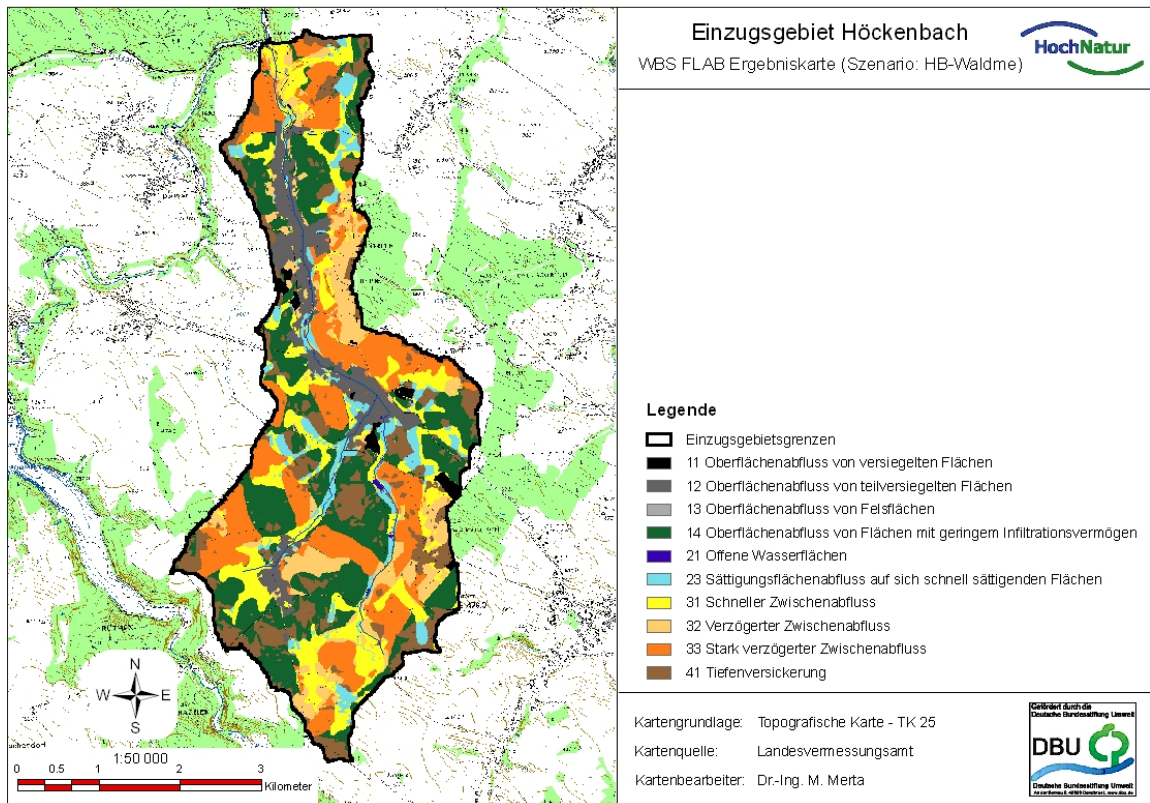 Einzugsgebiet Höckenbach
WBS FLAB Ergebniskarte (Szenario: HB-Waldme)
HochNatur
Legende
Einzugsgebietsgrenzen
11 Oberflächenabfluss von versiegelten Flächen
12 Oberflächenabfluss von teilversiegelten Flächen
13 Oberflächenabfluss von Felsflächen
14 Oberflächenabfluss von Flächen mit geringem Infiltrationsvermögen
21 Offene Wasserflächen
23 Sättigungsflächenabfluss auf sich schnell sättigenden Flächen
31 Schneller Zwischenabfluss
32 Verzögerter Zwischenabfluss
33 Stark verzögerter Zwischenabfluss
41 Tiefenversickerung
N
W E
S
1:50 000
0 0.5 1 2 3
Kilometer
Kartengrundlage: Topografische Karte - TK 25
Kartenquelle: Landesvermessungsamt
Kartenbearbeiter: Dr.-Ing. M. Merta
Gefördert durch die
Deutsche Bundesstiftung Umwelt
DBU
Deutsche Bundesstiftung Umwelt